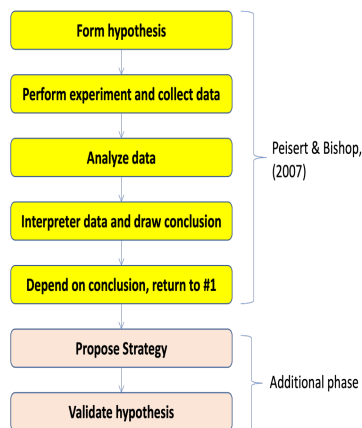 Form hypothesis
Perform experiment and collect data
Analyze data
Interpreter data and draw conclusion
Depend on conclusion, return to #1
Peisert & Bishop,
(2007)
Propose Strategy
Validate hypothesis
Additional phase